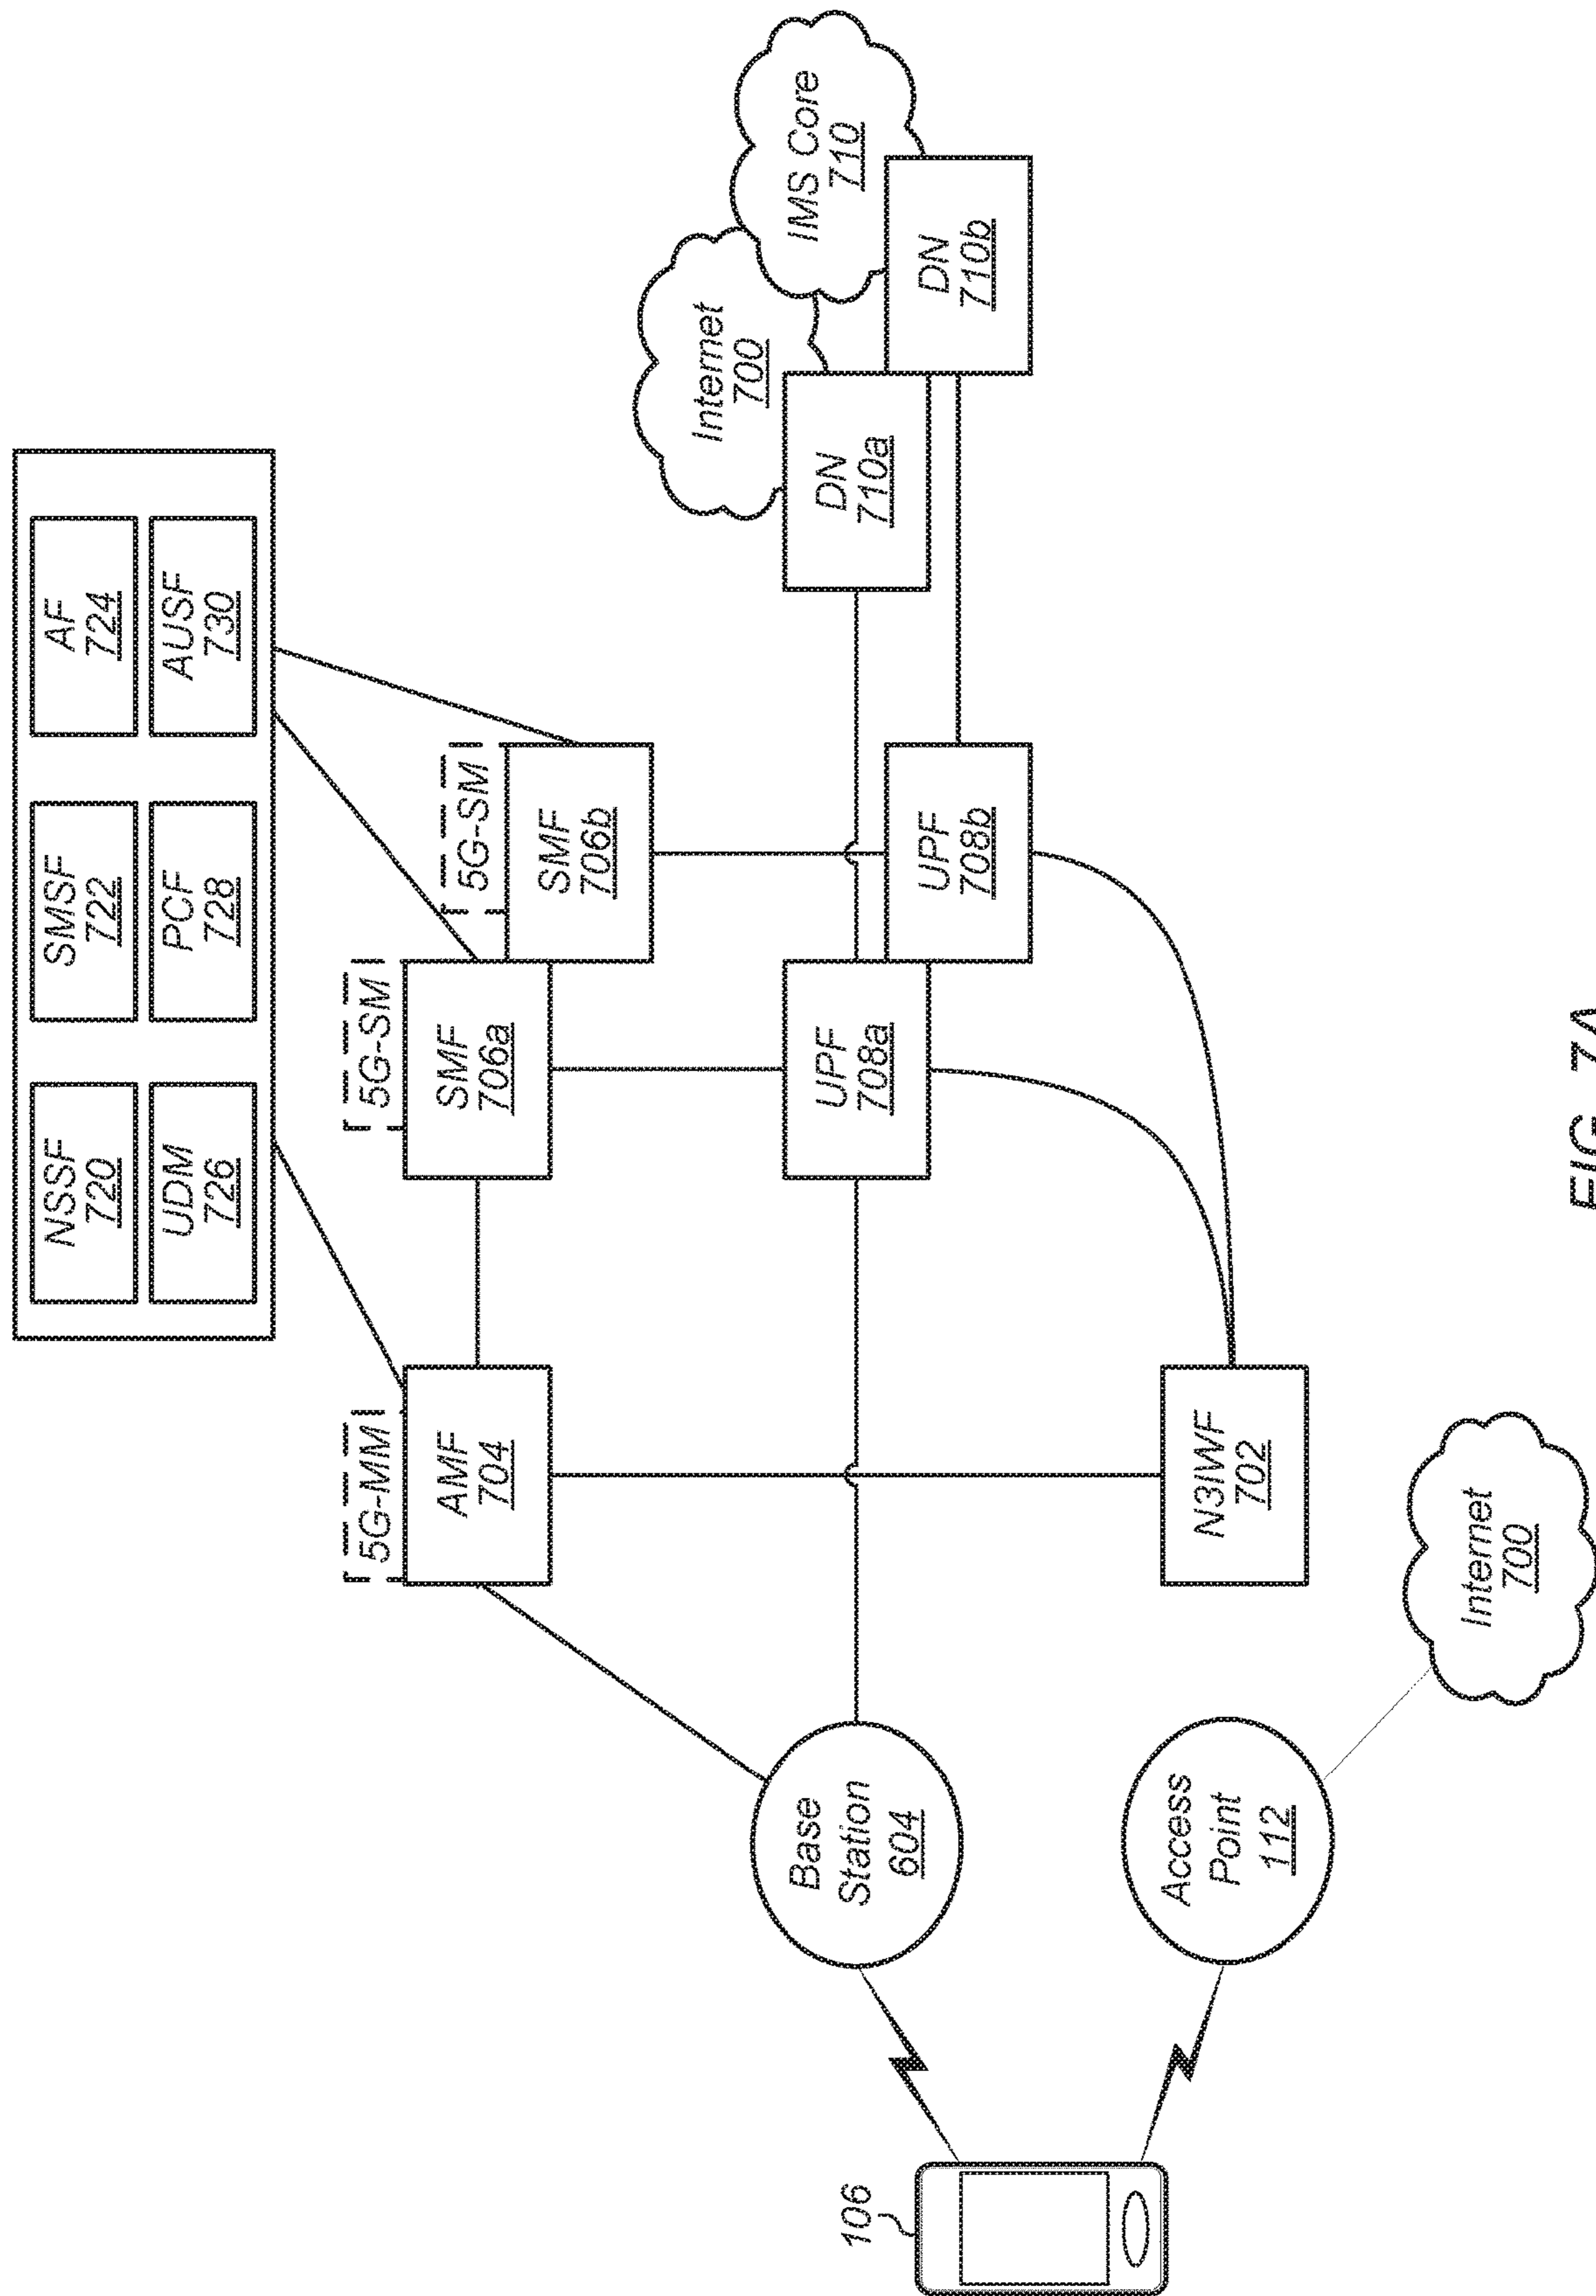 NSSF
720
SMSF
722
AF
724
UDM
726
PCF
728
AUSF
730
5G-MM
AMF
704
5G-SM
SMF
706a
5G-SM
SMF
706b
Internet
700
IMS Core
710
Base
Station
604
UPF
708a
UPF
708b
DN
710a
DN
710b
106
Access
Point
112
N3IWF
702
Internet
700
FIG. 7A